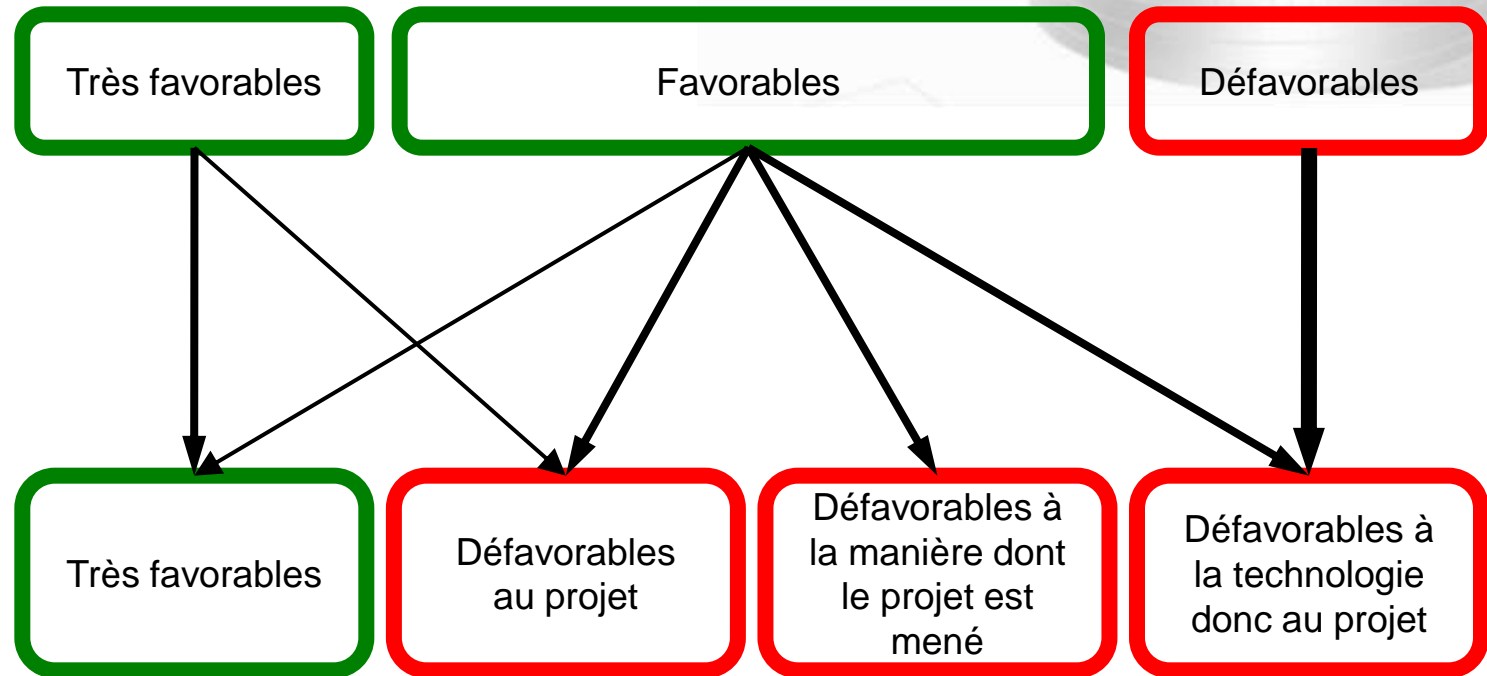 Très favorables
Favorables
Défavorables
Très favorables
Défavorables
au projet
Défavorables à
la manière dont
le projet est
mené
Défavorables à
la technologie
donc au projet